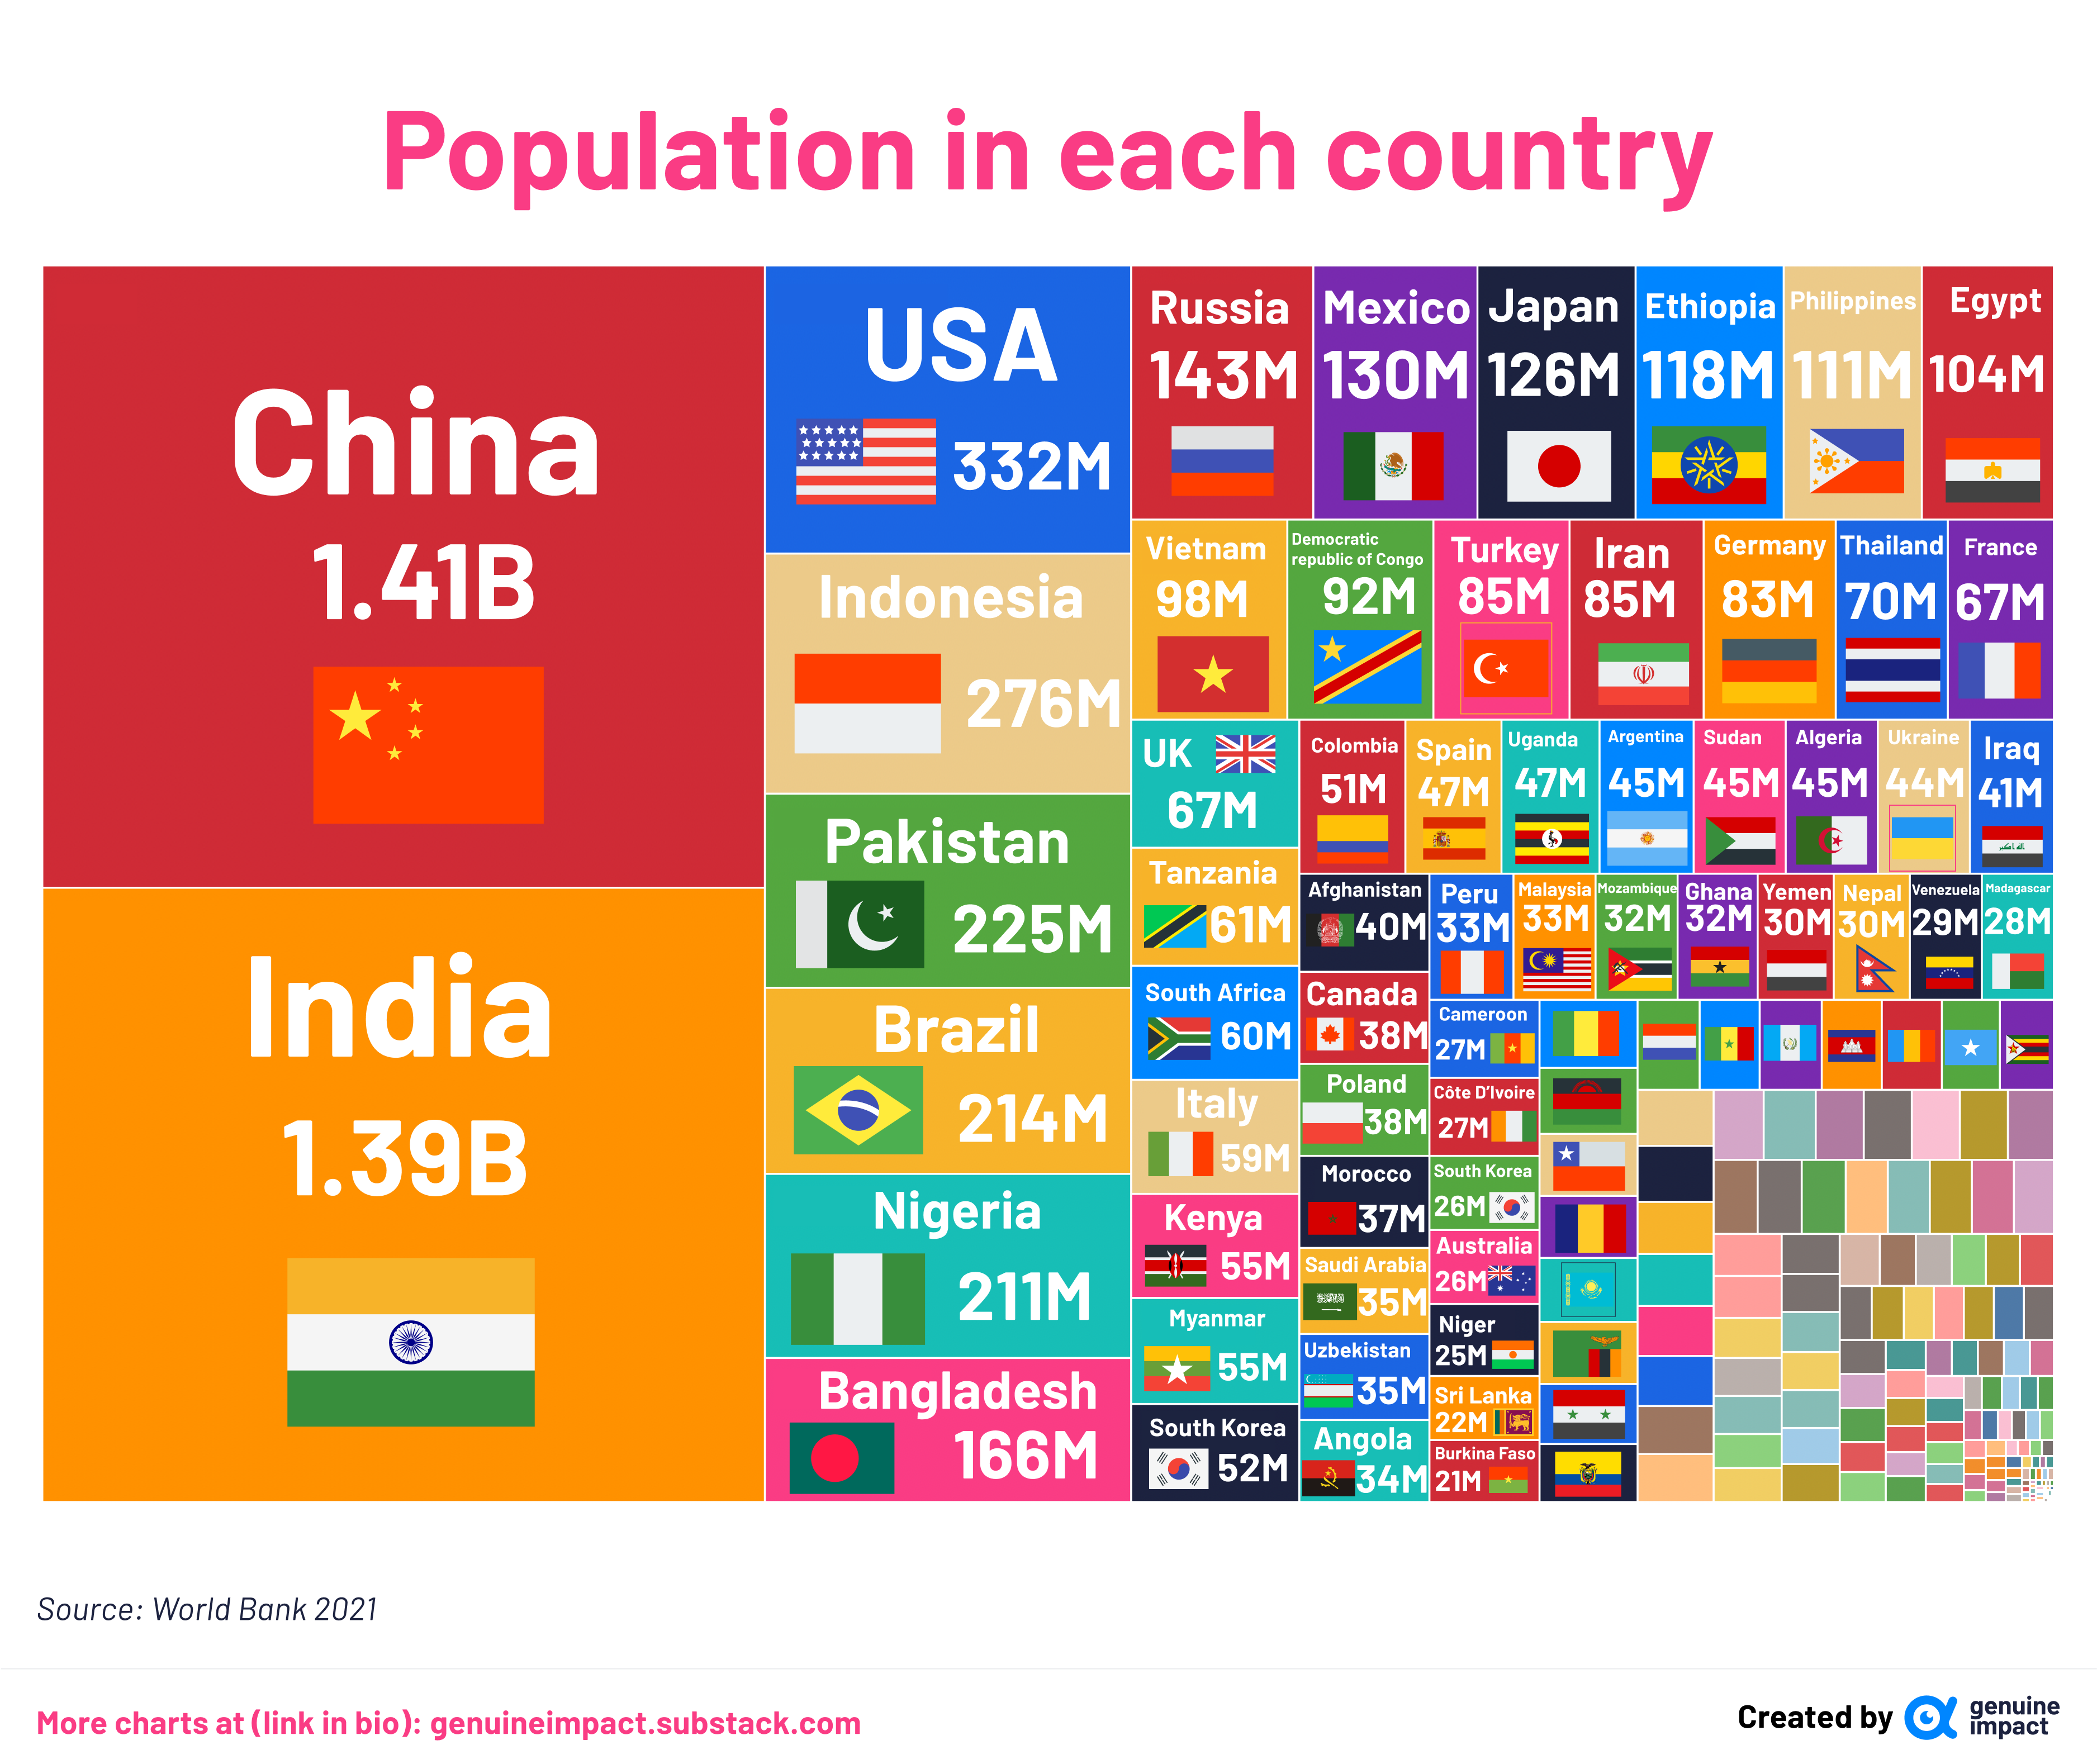 Population in each country
China
1.41B
India
1.39B
USA
332M
Indonesia
276M
Pakistan
225M
Brazil
214M
Nigeria
211M
Bangladesh
166M
Russia
143M
Mexico
130M
Japan
126M
Ethiopia
118M
Philippines
111M
Egypt
104M
Vietnam
98M
Democratic
republic of Congo
92M
Turkey
85M
Iran
85M
Germany
83M
Thailand
70M
France
67M
UK
67M
Tanzania
61M
South Africa
60M
Italy
59M
Kenya
55M
Myanmar
55M
South Korea
52M
Colombia
51M
Spain
47M
Uganda
47M
Argentina
45M
Sudan
45M
Algeria
45M
Ukraine
44M
Iraq
41M
Afghanistan
40M
Canada
38M
Poland
38M
Morocco
37M
Saudi Arabia
35M
Uzbekistan
35M
Angola
34M
Peru
33M
Malaysia
33M
Mozambique
32M
Ghana
32M
Yemen
30M
Nepal
30M
Venezuela
29M
Madagascar
28M
Cameroon
27M
Côte D'Ivoire
27M
South Korea
26M
Australia
26M
Niger
25M
Sri Lanka
22M
Burkina Faso
21M
Source: World Bank 2021
More charts at (link in bio): genuineimpact.substack.com
Created by
genuine
impact